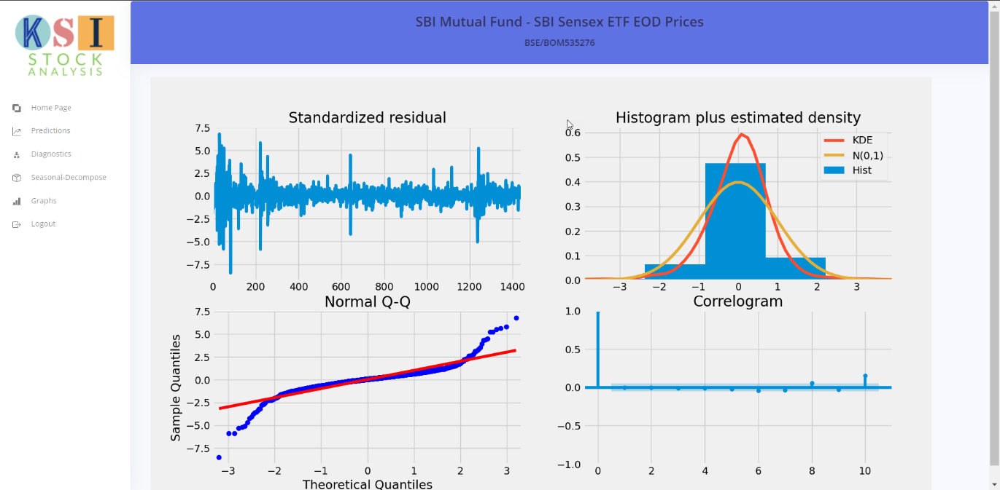 KSI
STOCK
ANALYSIS
Home Page
Predictions
Diagnostics
Seasonal-Decompose
Graphs
Logout
SBI Mutual Fund - SBI Sensex ETF EOD Prices
BSE/BOM535276
Standardized residual
7.5
5.0
2.5
0.0
−2.5
−5.0
−7.5
0 200 400 600 800 1000 1200 1400
Histogram plus estimated density
0.6
0.5
0.4
0.3
0.2
0.1
0.0
−3 −2 −1 0 1 2 3
KDE
N(0,1)
Hist
Normal Q-Q
Sample Quantiles
7.5
5.0
2.5
0.0
−2.5
−5.0
−7.5
−3 −2 −1 0 1 2 3
Theoretical Quantiles
Correlogram
1.0
0.5
0.0
−0.5
−1.0
0 2 4 6 8 10